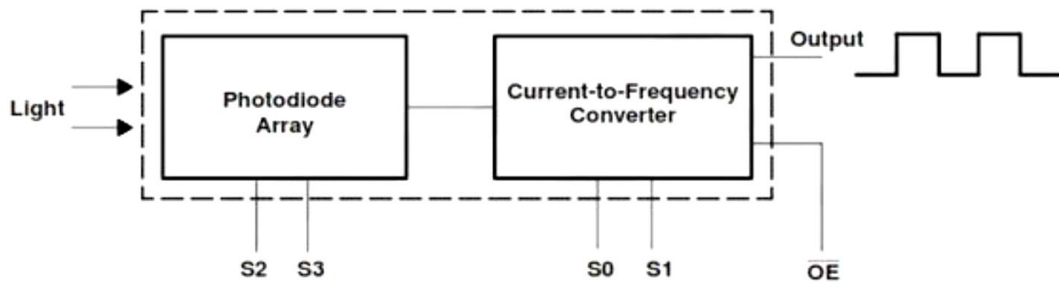 Output
Light
Photodiode
Array
Current-to-Frequency
Converter
S2
S3
S0
S1
OE